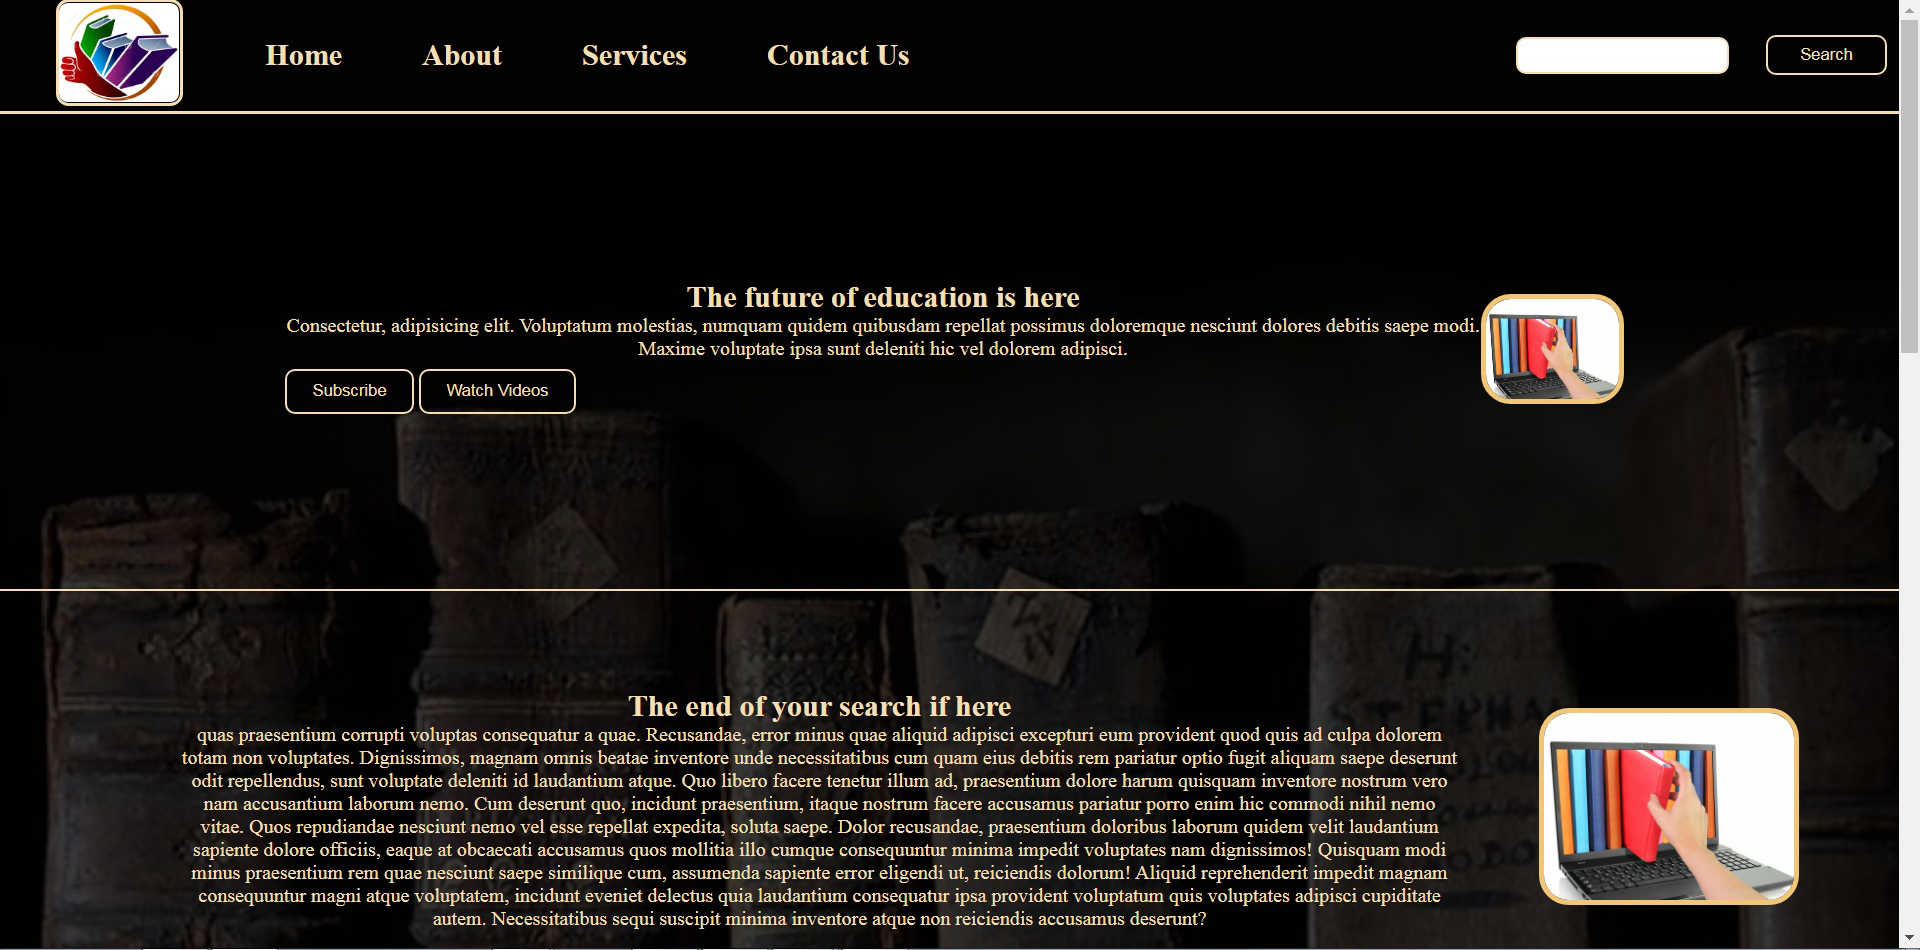 Home About Services Contact Us Search
The future of education is here
Consectetur, adipisicing elit. Voluptatum molestias, numquam quidem quibusdam repellat possimus doloremque nesciunt dolores debitis saepe modi.
Maxime voluptate ipsa sunt deleniti hic vel dolorem adipisci.
Subscribe Watch Videos
The end of your search if here
quas praesentium corrupti voluptas consequatur a quae. Recusandae, error minus quae aliquid adipisci excepturi eum provident quod quis ad culpa dolorem
totam non voluptates. Dignissimos, magnam omnis beatae inventore unde necessitatibus cum quam eius debitis rem pariatur optio fugit aliquam saepe deserunt
odit repellendus, sunt voluptate deleniti id laudantium atque. Quo libero facere tenetur illum ad, praesentium dolore harum quisquam inventore nostrum vero
nam accusantium laborum nemo. Cum deserunt quo, incidunt praesentium, itaque nostrum facere accusamus pariatur porro enim hic commodi nihil nemo
vitae. Quos repudiandae nesciunt nemo vel esse repellat expedita, soluta saepe. Dolor recusandae, praesentium doloribus laborum quidem velit laudantium
sapiente dolore officiis, eaque at obcaecati accusamus quos mollitia illo cumque consequuntur minima impedit voluptates nam dignissimos! Quisquam modi
minus praesentium rem quae nesciunt saepe similique cum, assumenda sapiente error eligendi ut, reiciendis dolorum! Aliquid reprehenderit impedit magnam
consequuntur magni atque voluptatem, incidunt eveniet delectus quia laudantium consequatur ipsa provident voluptatum quis voluptates adipisci cupiditate
autem. Necessitatibus sequi suscipit minima inventore atque non reiciendis accusamus deserunt?